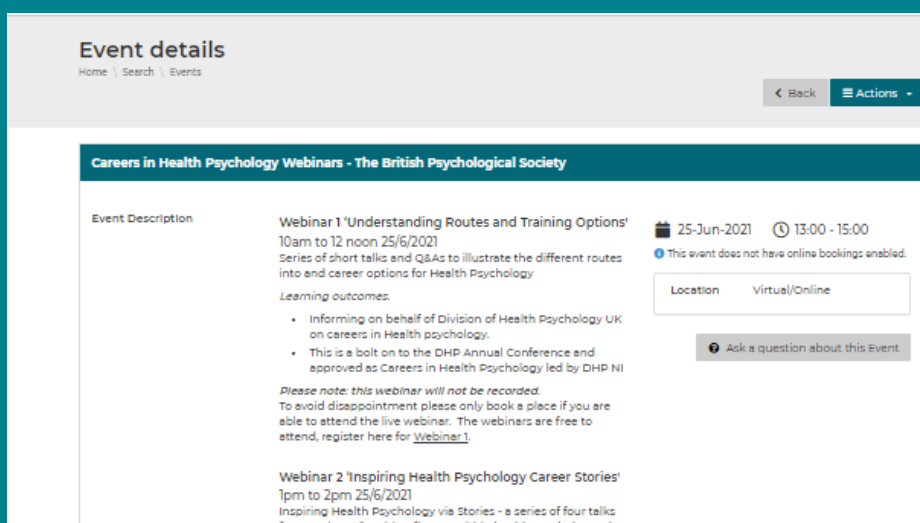 Event details
Home \ Search \ Events
Back
Actions
Careers in Health Psychology Webinars - The British Psychological Society
Event Description
Webinar 1 'Understanding Routes and Training Options'
10am to 12 noon 25/6/2021
Series of short talks and Q&As to illustrate the different routes
into and career options for Health Psychology
Learning outcomes.
• Informing on behalf of Division of Health Psychology UK
on careers in Health psychology.
• This is a bolt on to the DHP Annual Conference and
approved as Careers in Health Psychology led by DHP NI
Please note: this webinar will not be recorded.
To avoid disappointment please only book a place if you are
able to attend the live webinar. The webinars are free to
attend, register here for Webinar 1.
Webinar 2 'Inspiring Health Psychology Career Stories'
1pm to 2pm 25/6/2021
Inspiring Health Psychology via Stories - a series of four talks
25-Jun-2021 13:00 - 15:00
This event does not have online bookings enabled.
Location Virtual/Online
Ask a question about this Event